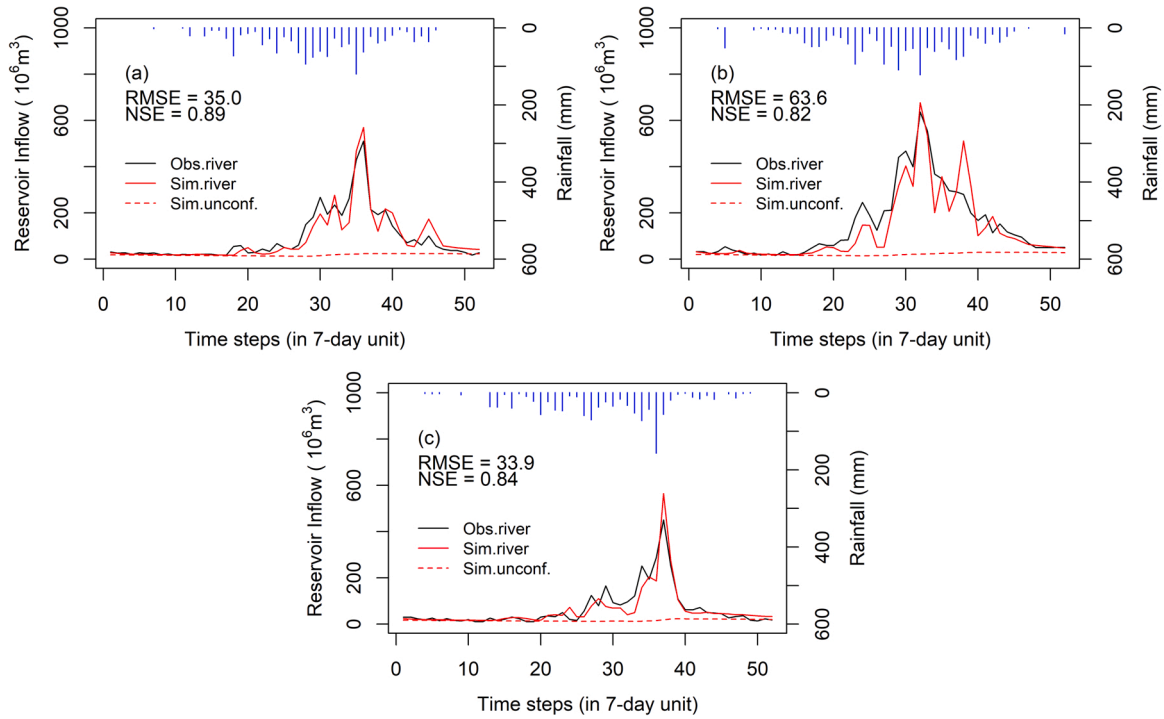 (a)
RMSE = 35.0
NSE = 0.89
Obs.river
Sim.river
Sim.unconf.
Reservoir Inflow ( 10⁶m³)
0
200
600
1000
Rainfall (mm)
0
200
400
600
0 10 20 30 40 50
Time steps (in 7-day unit)
(b)
RMSE = 63.6
NSE = 0.82
Obs.river
Sim.river
Sim.unconf.
Reservoir Inflow ( 10⁶m³)
0
200
600
1000
Rainfall (mm)
0
200
400
600
0 10 20 30 40 50
Time steps (in 7-day unit)
(c)
RMSE = 33.9
NSE = 0.84
Obs.river
Sim.river
Sim.unconf.
Reservoir Inflow ( 10⁶m³)
0
200
600
1000
Rainfall (mm)
0
200
400
600
0 10 20 30 40 50
Time steps (in 7-day unit)